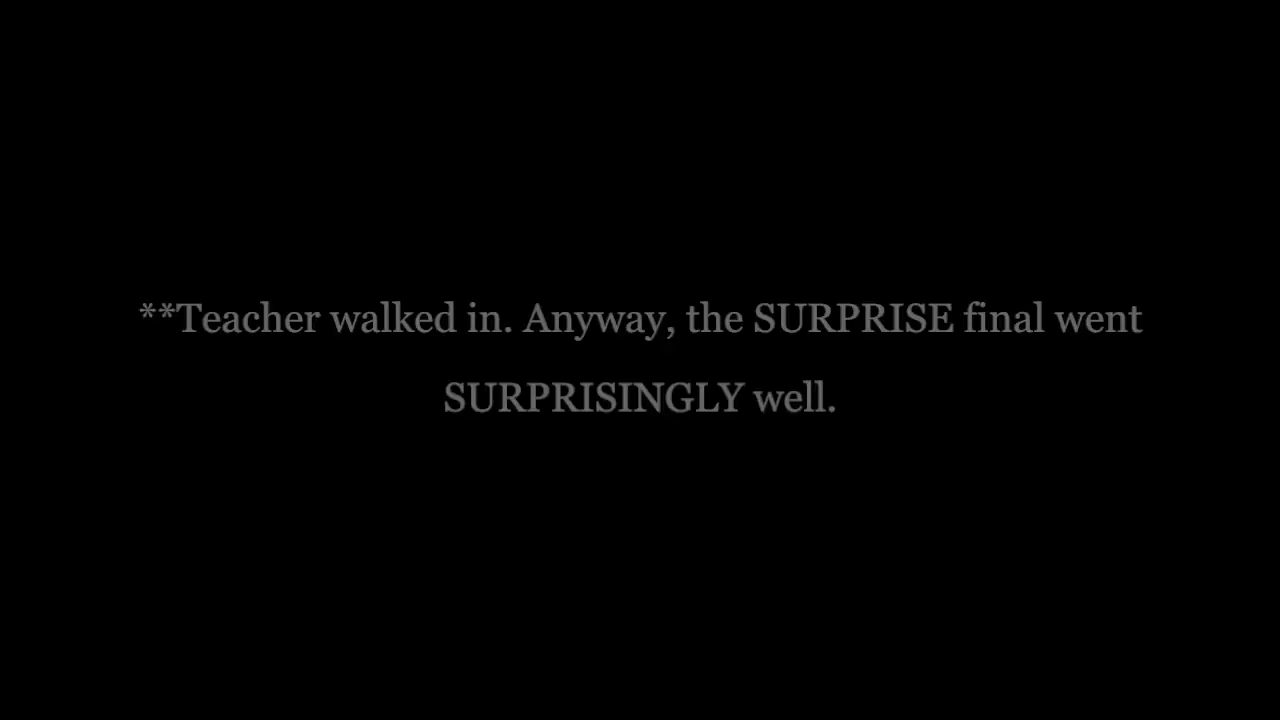 **Teacher walked in. Anyway, the SURPRISE final went
SURPRISINGLY well.